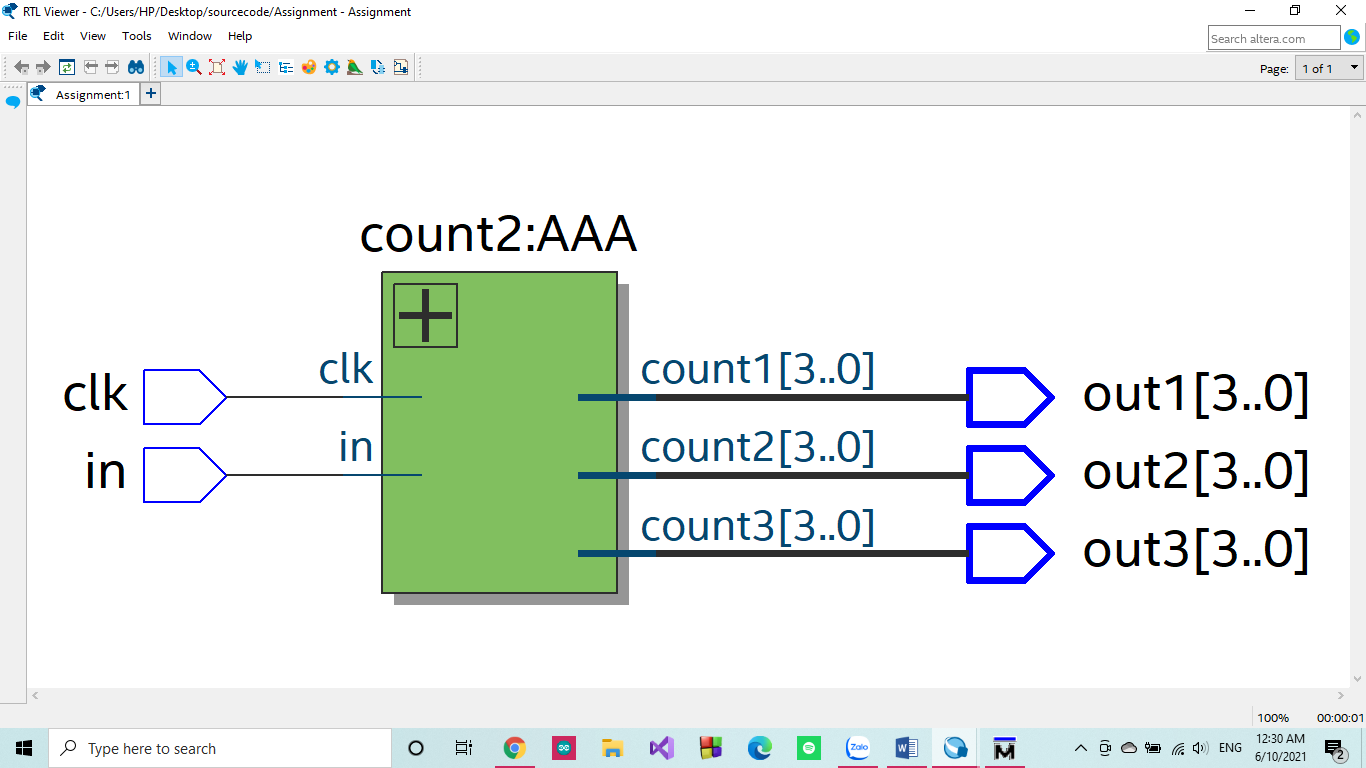 RTL Viewer - C:/Users/HP/Desktop/sourcecode/Assignment - Assignment
File Edit View Tools Window Help
Search altera.com
Page: 1 of 1
Assignment:1
count2:AAA
clk clk count1[3..0] out1[3..0]
in in count2[3..0] out2[3..0]
count3[3..0] out3[3..0]
100% 00:00:01
Type here to search
Zalo
W
M
ENG
12:30 AM
6/10/2021
2